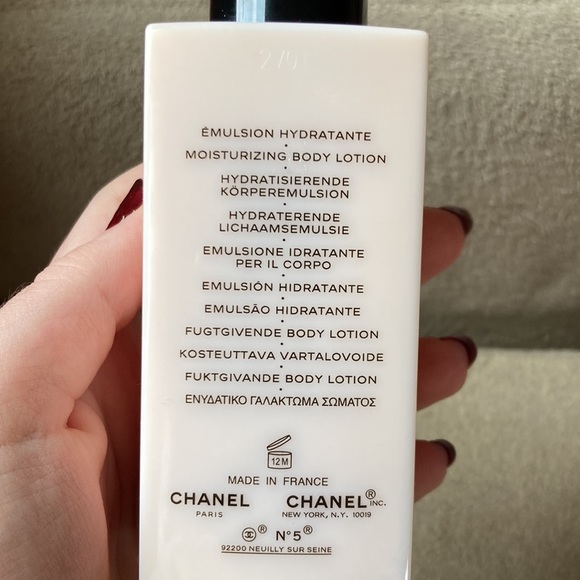 2701
ÉMULSION HYDRATANTE
MOISTURIZING BODY LOTION
HYDRATISIERENDE
KÖRPEREMULSION
HYDRATERENDE
LICHAAMSEMULSIE
EMULSIONE IDRATANTE
PER IL CORPO
EMULSIÓN HIDRATANTE
EMULSÃO HIDRATANTE
FUGTGIVENDE BODY LOTION
KOSTEUTTAVA VARTALOVOIDE
FUKTGIVANDE BODY LOTION
ΕΝΥΔΑΤΙΚΟ ΓΑΛΑΚΤΩΜΑ ΣΩΜΑΤΟΣ
12M
MADE IN FRANCE
CHANEL CHANEL® INC.
PARIS NEW YORK, N.Y. 10019
® N°5®
92200 NEUILLY SUR SEINE